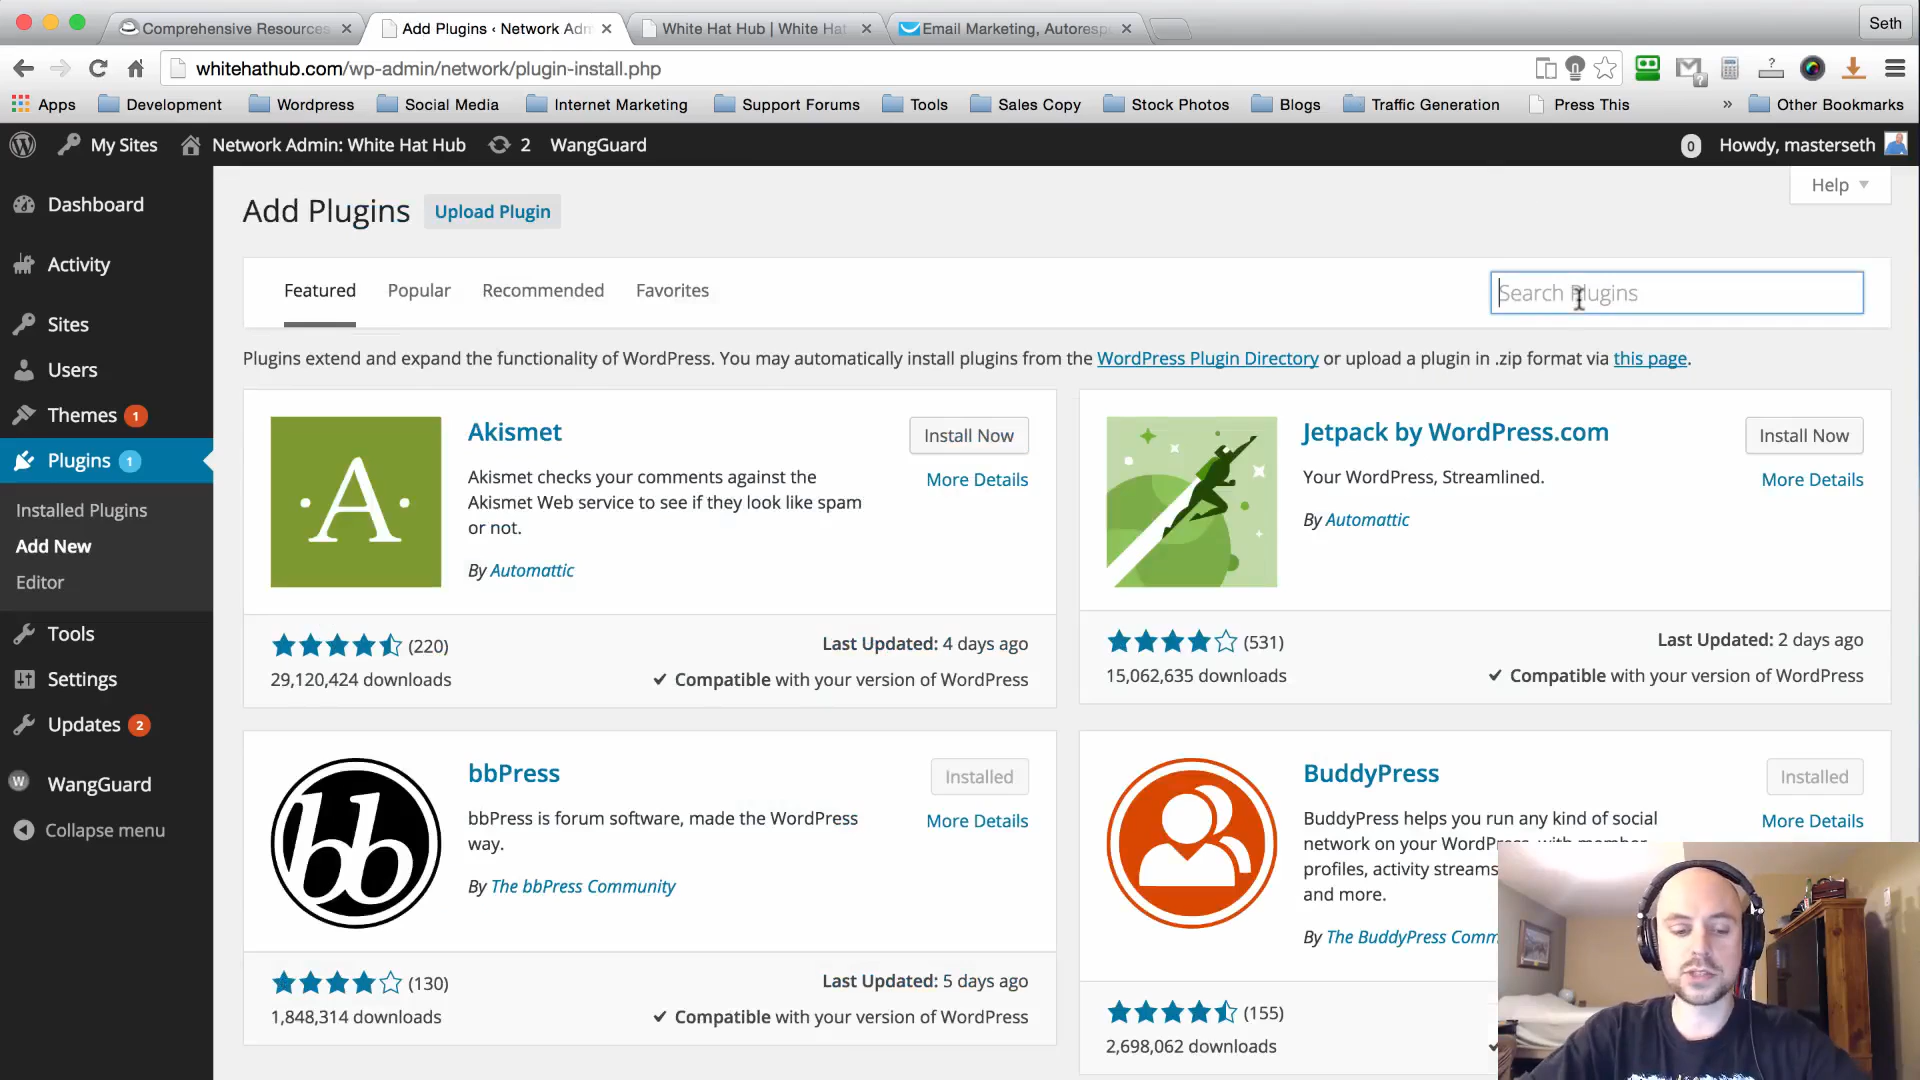 Comprehensive Resources
Add Plugins ‹ Network Adm
White Hat Hub | White Hat
Email Marketing, Autoresp
Seth
whitehathub.com/wp-admin/network/plugin-install.php
Apps
Development
Wordpress
Social Media
Internet Marketing
Support Forums
Tools
Sales Copy
Stock Photos
Blogs
Traffic Generation
Press This
»
Other Bookmarks
My Sites
Network Admin: White Hat Hub
2
WangGuard
0
Howdy, masterseth
Dashboard
Activity
Sites
Users
Themes 1
Plugins 1
Installed Plugins
Add New
Editor
Tools
Settings
Updates 2
W WangGuard
Collapse menu
Help
Add Plugins
Upload Plugin
Featured
Popular
Recommended
Favorites
Search Plugins
Plugins extend and expand the functionality of WordPress. You may automatically install plugins from the WordPress Plugin Directory or upload a plugin in .zip format via this page.
·A·
Akismet
Install Now
More Details
Akismet checks your comments against the
Akismet Web service to see if they look like spam
or not.
By Automattic
(220)
29,120,424 downloads
Last Updated: 4 days ago
✔ Compatible with your version of WordPress
Jetpack by WordPress.com
Install Now
More Details
Your WordPress, Streamlined.
By Automattic
(531)
15,062,635 downloads
Last Updated: 2 days ago
✔ Compatible with your version of WordPress
bb
bbPress
Installed
More Details
bbPress is forum software, made the WordPress
way.
By The bbPress Community
(130)
1,848,314 downloads
Last Updated: 5 days ago
✔ Compatible with your version of WordPress
BuddyPress
Installed
More Details
BuddyPress helps you run any kind of social
network on your WordPress, with member
profiles, activity streams
and more.
By The BuddyPress Comm
(155)
2,698,062 downloads